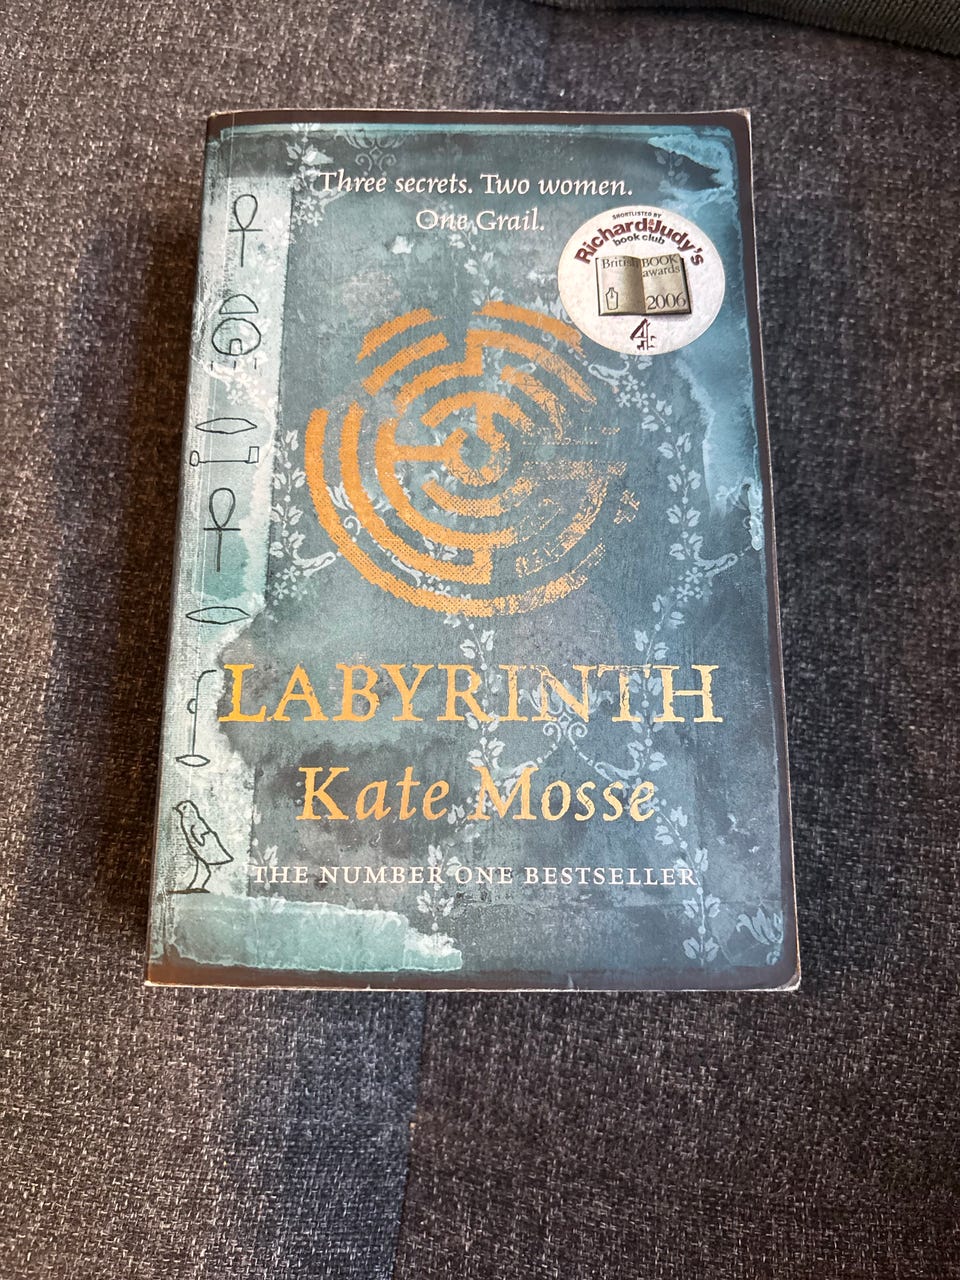 Three secrets. Two women.
One Grail.
SHORTLISTED BY
Richard & Judy's
book club
British BOOK
awards
2006
4
LABYRINTH
Kate Mosse
THE NUMBER ONE BESTSELLER